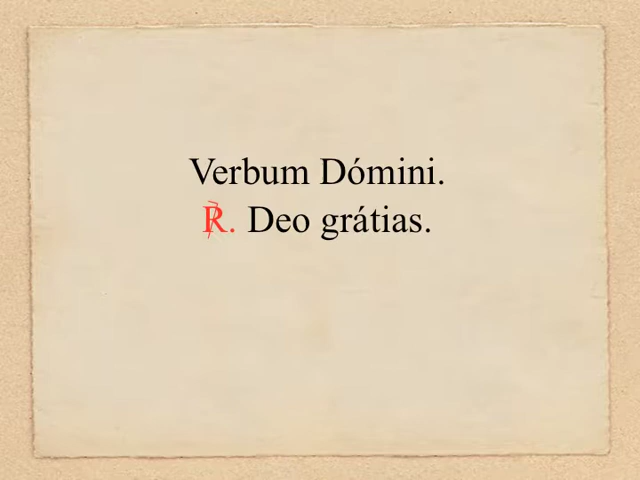 Verbum Dómini.
℟. Deo grátias.